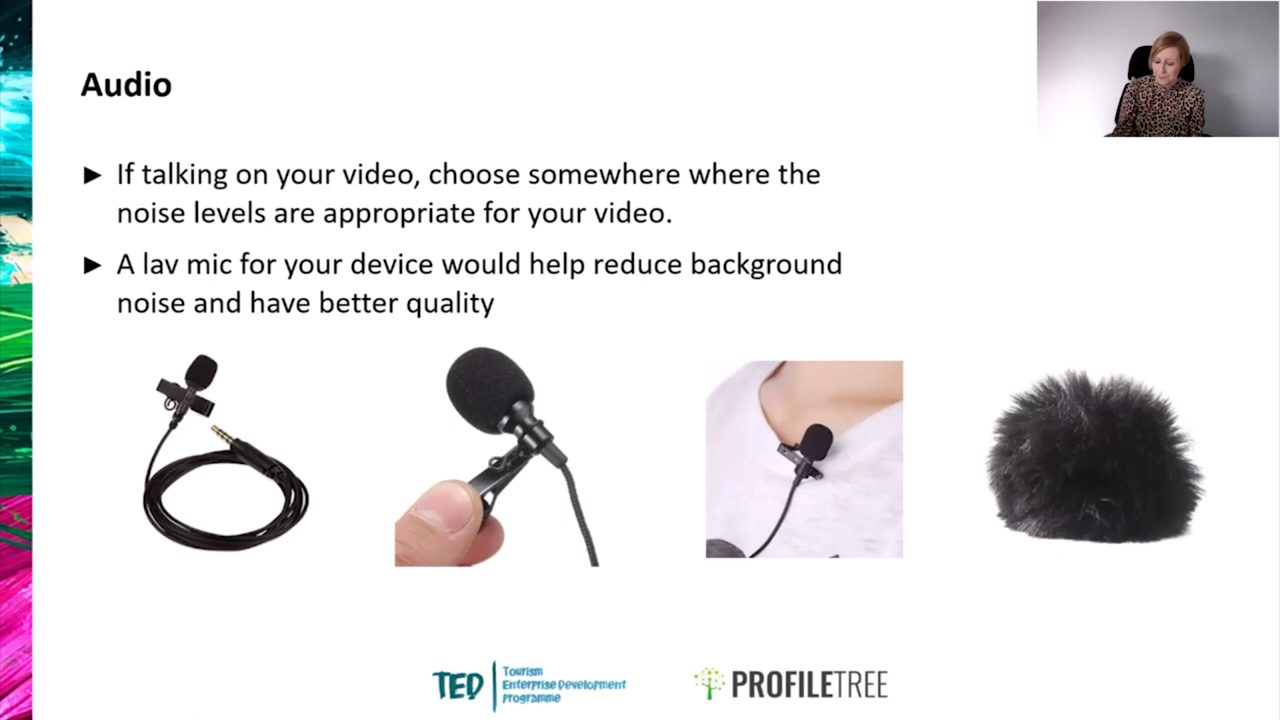 Audio
► If talking on your video, choose somewhere where the
noise levels are appropriate for your video.
► A lav mic for your device would help reduce background
noise and have better quality
TED
Tourism
Enterprise Development
Programme
PROFILETREE